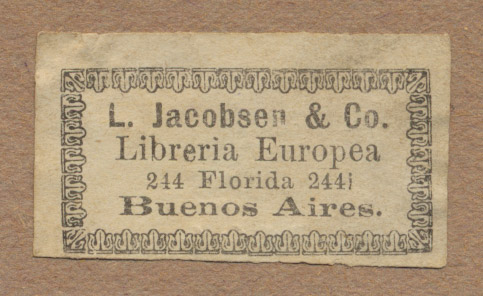 L. Jacobsen & Co.
Libreria Europea
244 Florida 244
Buenos Aires.